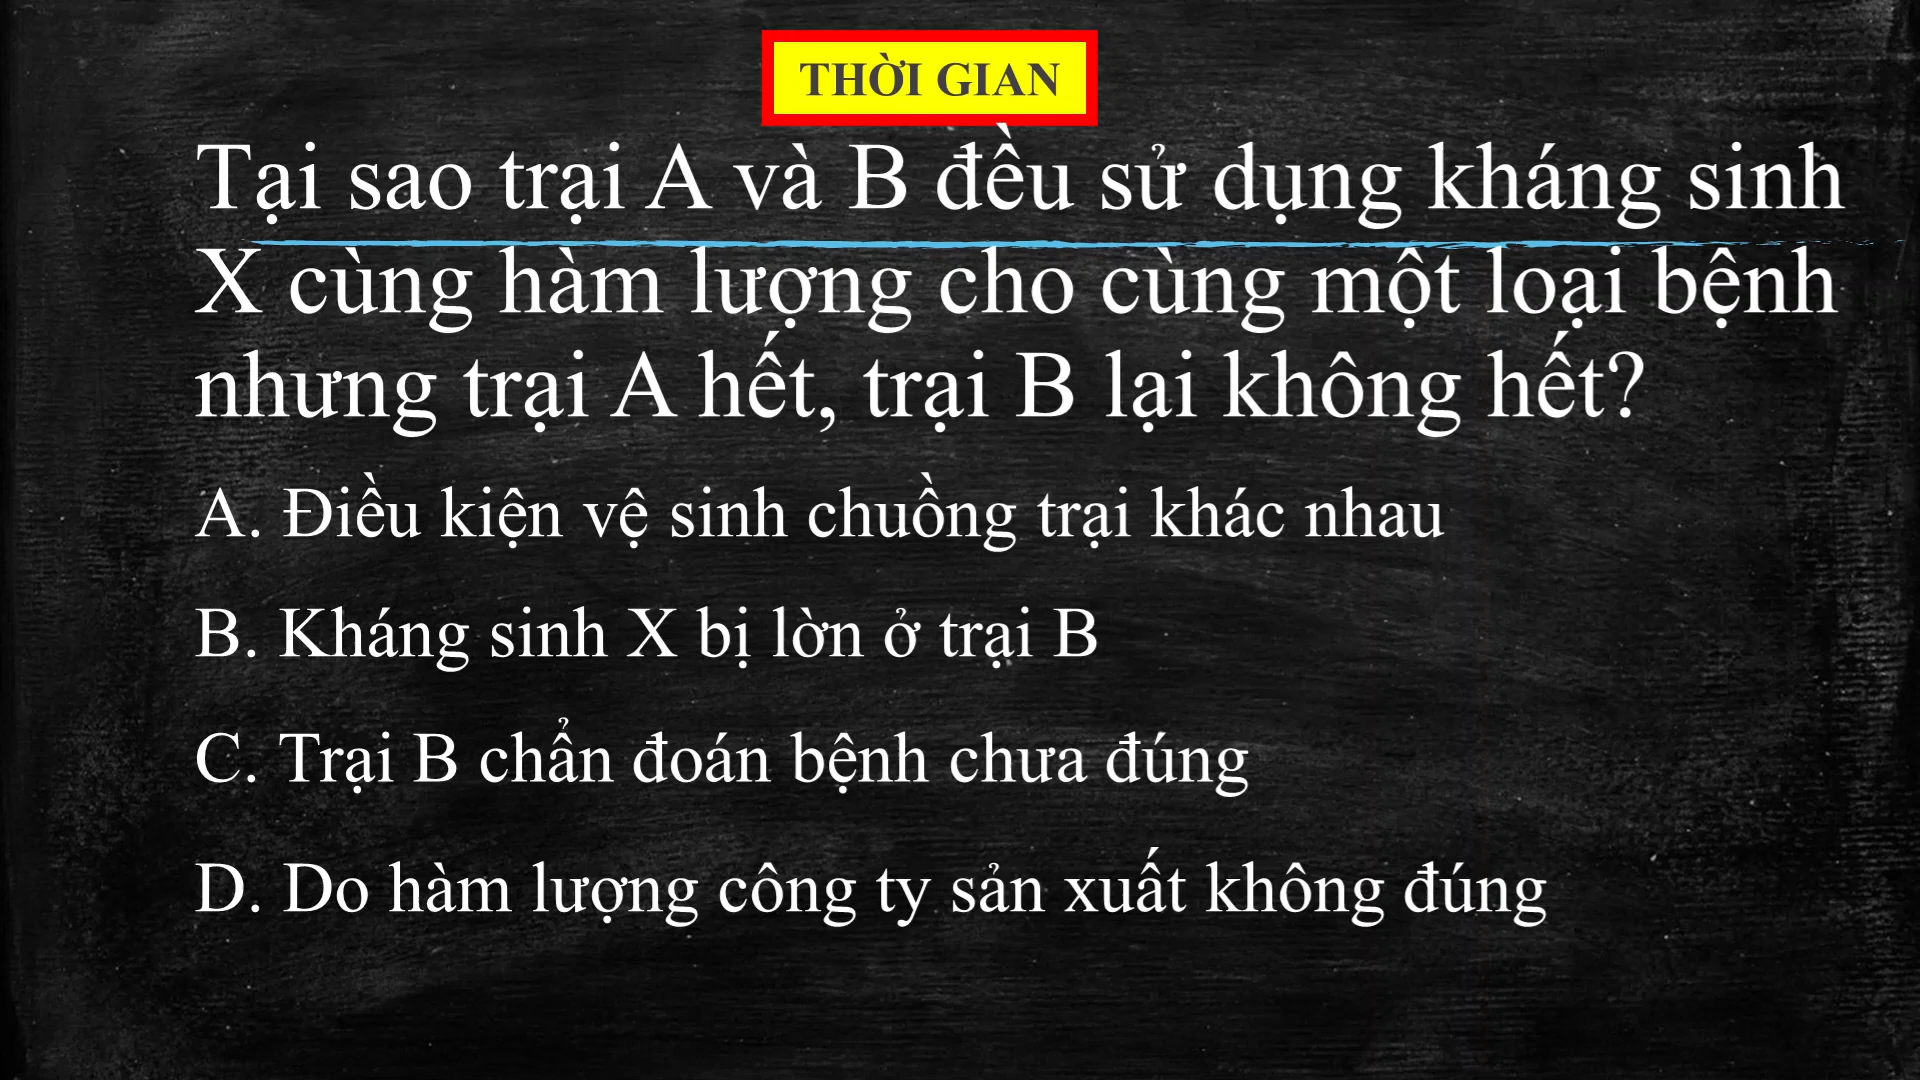 THỜI GIAN
Tại sao trại A và B đều sử dụng kháng sinh
X cùng hàm lượng cho cùng một loại bệnh
nhưng trại A hết, trại B lại không hết?
A. Điều kiện vệ sinh chuồng trại khác nhau
B. Kháng sinh X bị lờn ở trại B
C. Trại B chẩn đoán bệnh chưa đúng
D. Do hàm lượng công ty sản xuất không đúng